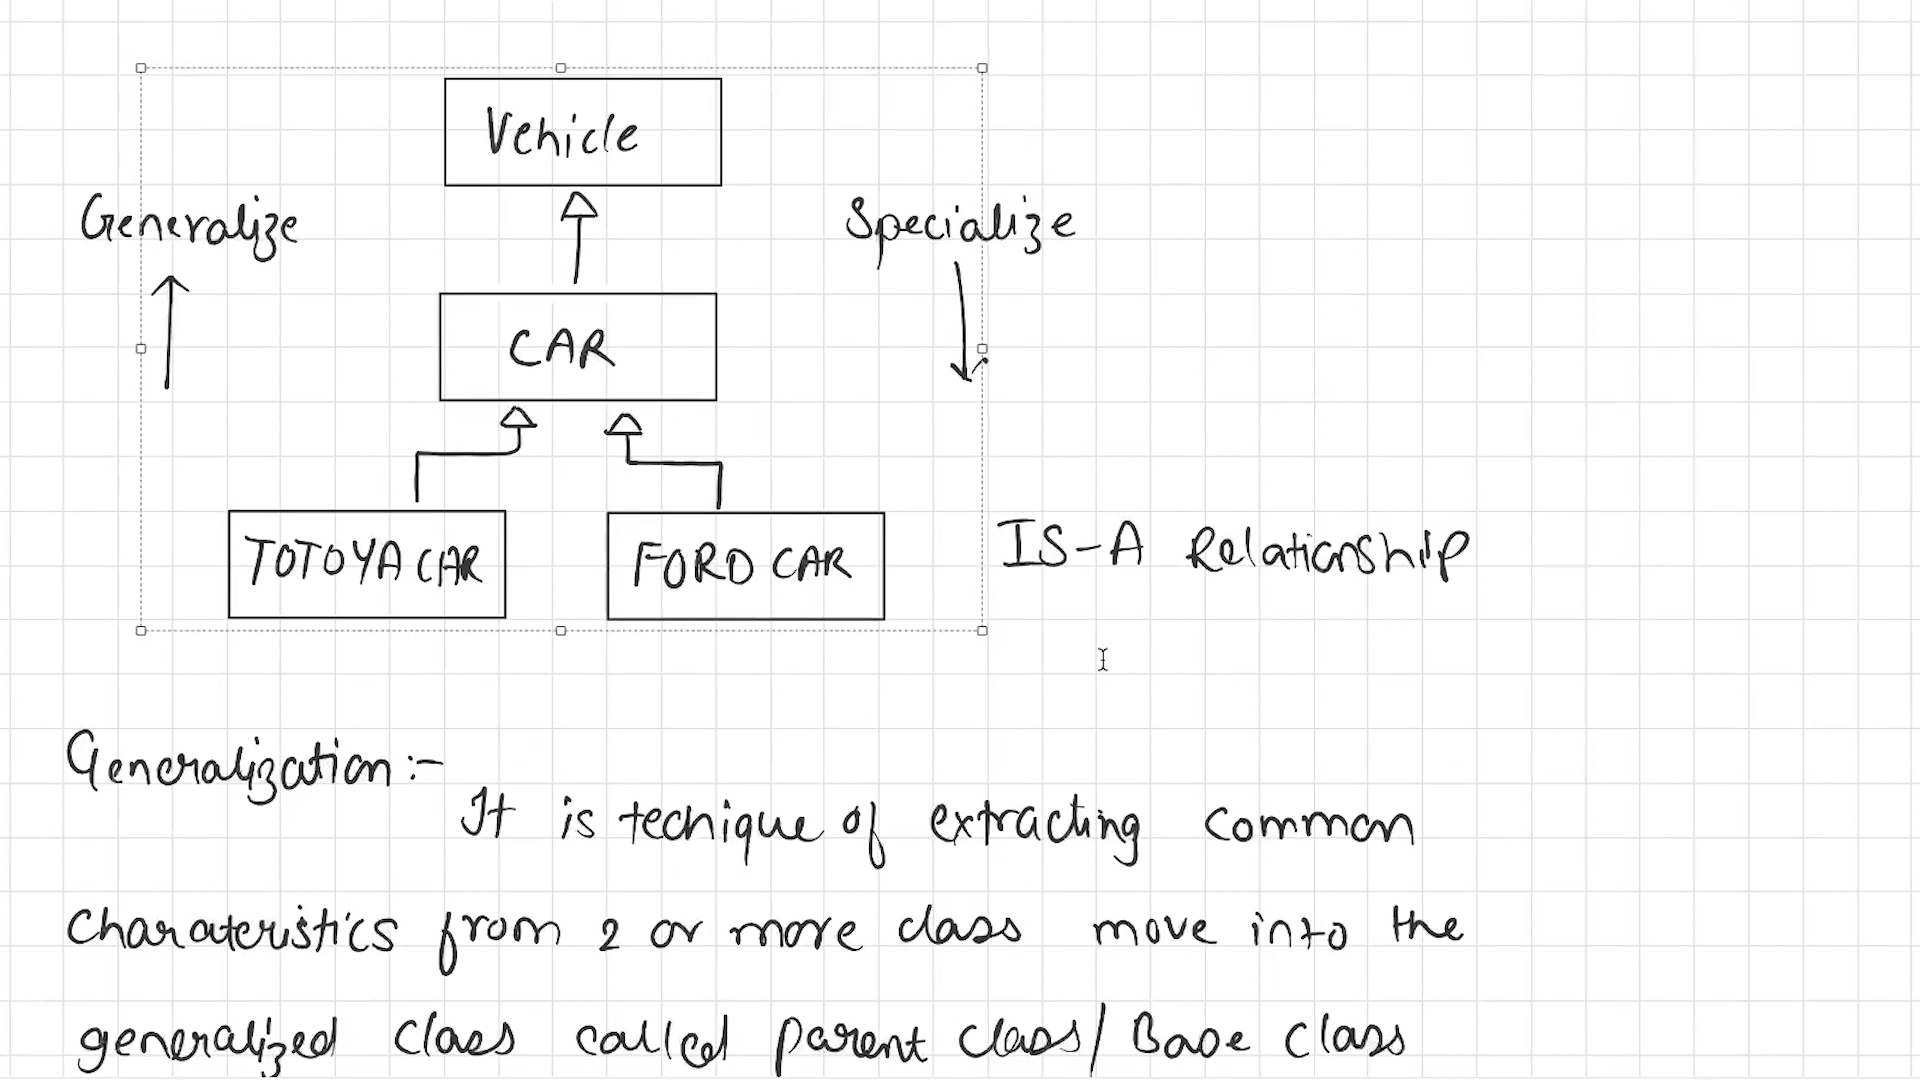 Vehicle
Generalize
Specialize
CAR
TOTOYA CAR
FORD CAR
IS-A Relationship
Generalization:-
It is techique of extracting common
charateristics from 2 or more class move into the
generalized class called parent class/Base class